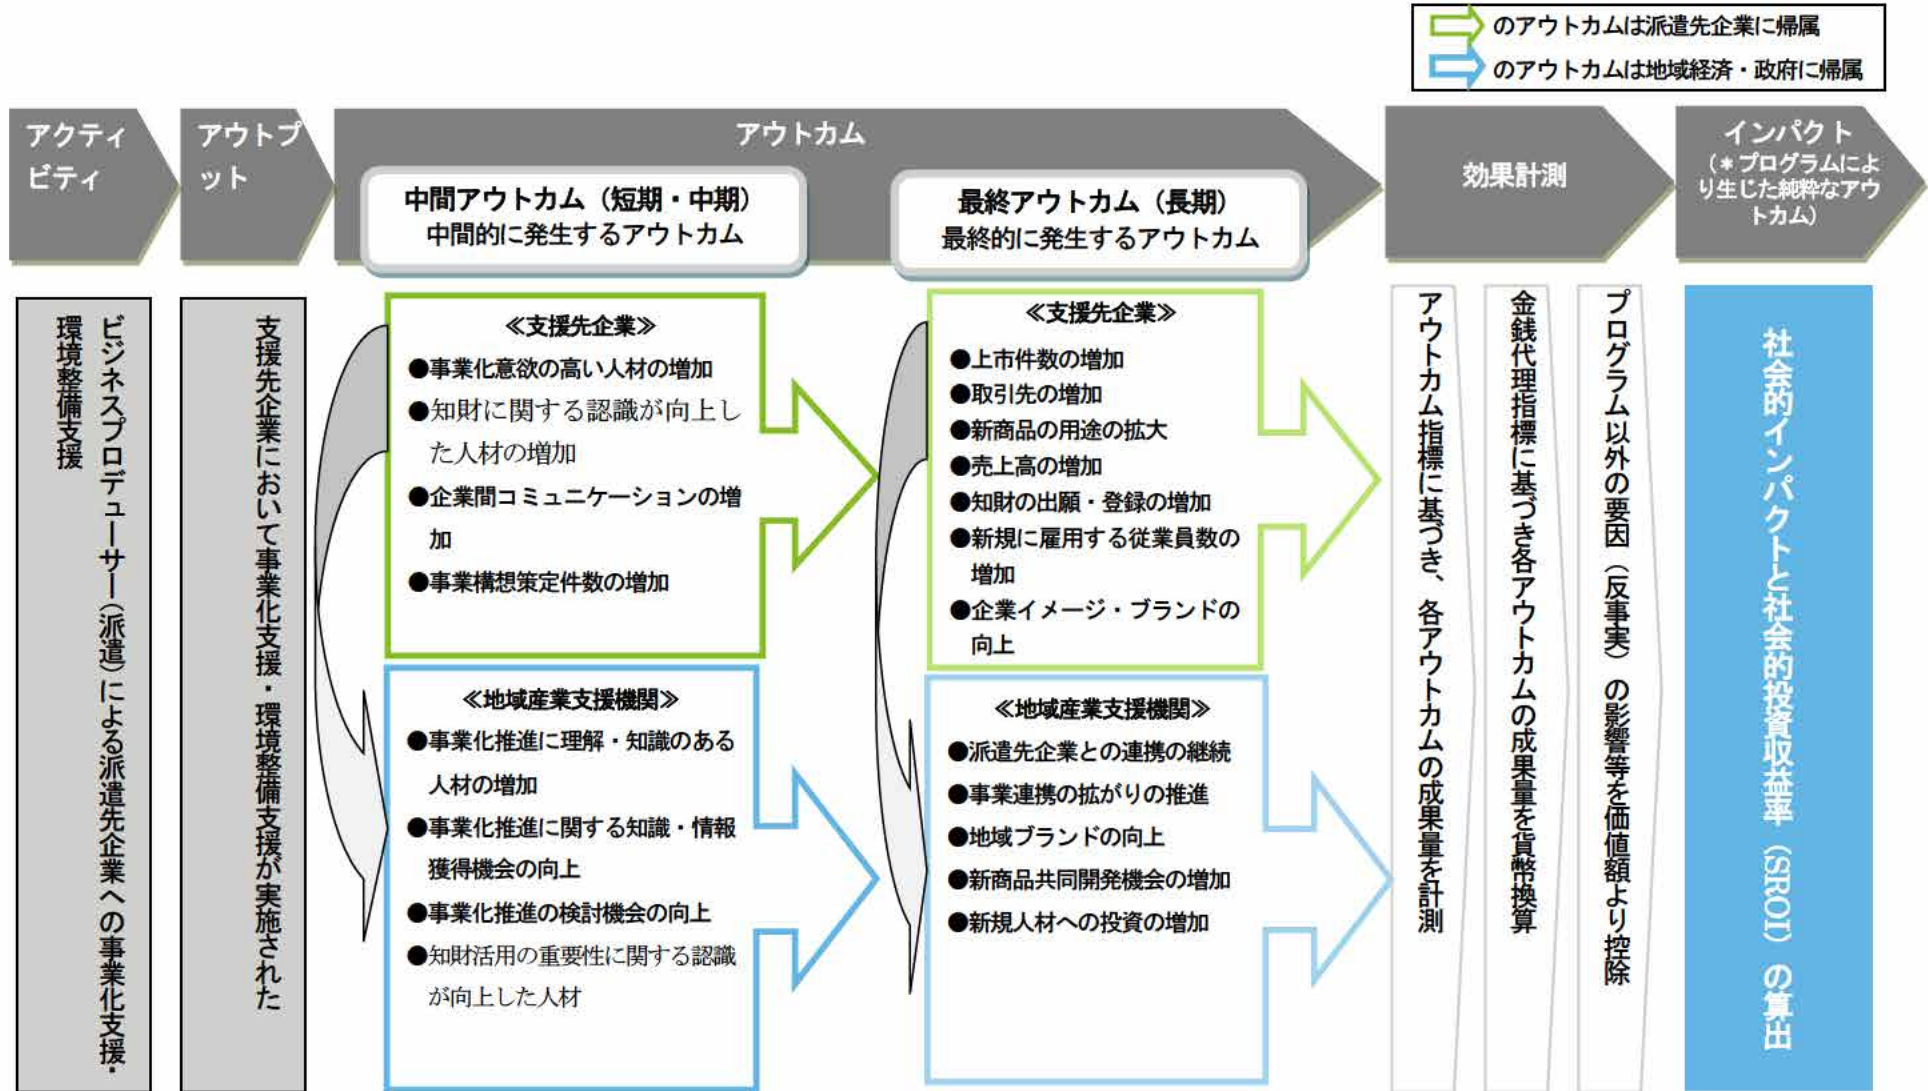 のアウトカムは派遣先企業に帰属
のアウトカムは地域経済・政府に帰属
アクティ
ビティ
アウトプ
ット
アウトカム
中間アウトカム（短期・中期）
中間的に発生するアウトカム
最終アウトカム（長期）
最終的に発生するアウトカム
効果計測
インパクト
（＊プログラムによ
り生じた純粋なアウ
トカム）
ビジネスプロデューサー（派遣）による派遣先企業への事業化支援・
環境整備支援
支援先企業において事業化支援・環境整備支援が実施された
≪支援先企業≫
●事業化意欲の高い人材の増加
●知財に関する認識が向上し
た人材の増加
●企業間コミュニケーションの増
加
●事業構想策定件数の増加
≪地域産業支援機関≫
●事業化推進に理解・知識のある
人材の増加
●事業化推進に関する知識・情報
獲得機会の向上
●事業化推進の検討機会の向上
●知財活用の重要性に関する認識
が向上した人材
≪支援先企業≫
●上市件数の増加
●取引先の増加
●新商品の用途の拡大
●売上高の増加
●知財の出願・登録の増加
●新規に雇用する従業員数の
増加
●企業イメージ・ブランドの
向上
≪地域産業支援機関≫
●派遣先企業との連携の継続
●事業連携の拡がりの推進
●地域ブランドの向上
●新商品共同開発機会の増加
●新規人材への投資の増加
アウトカム指標に基づき、各アウトカムの成果量を計測
金銭代理指標に基づき各アウトカムの成果量を貨幣換算
プログラム以外の要因（反事実）の影響等を価値額より控除
社会的インパクトと社会的投資収益率（SROI）の算出